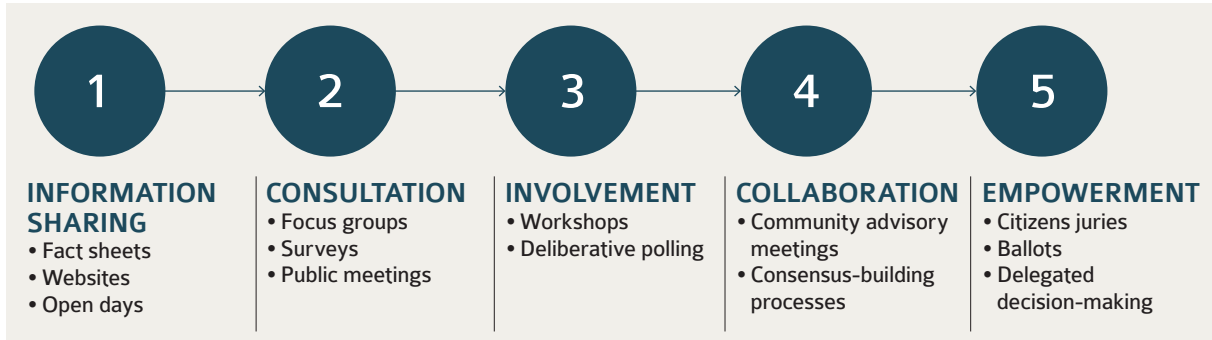 1
2
3
4
5
INFORMATION
SHARING
• Fact sheets
• Websites
• Open days
CONSULTATION
• Focus groups
• Surveys
• Public meetings
INVOLVEMENT
• Workshops
• Deliberative polling
COLLABORATION
• Community advisory
meetings
• Consensus-building
processes
EMPOWERMENT
• Citizens juries
• Ballots
• Delegated
decision-making